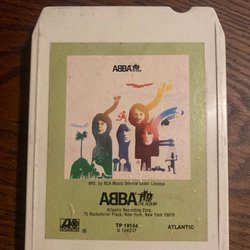 ABBA
Mfd. by RCA Music Service under License
ABBA
THE ALBUM
Atlantic Recording Corp.
75 Rockefeller Plaza, New York, New York 10019
TP 19164
ATLANTIC